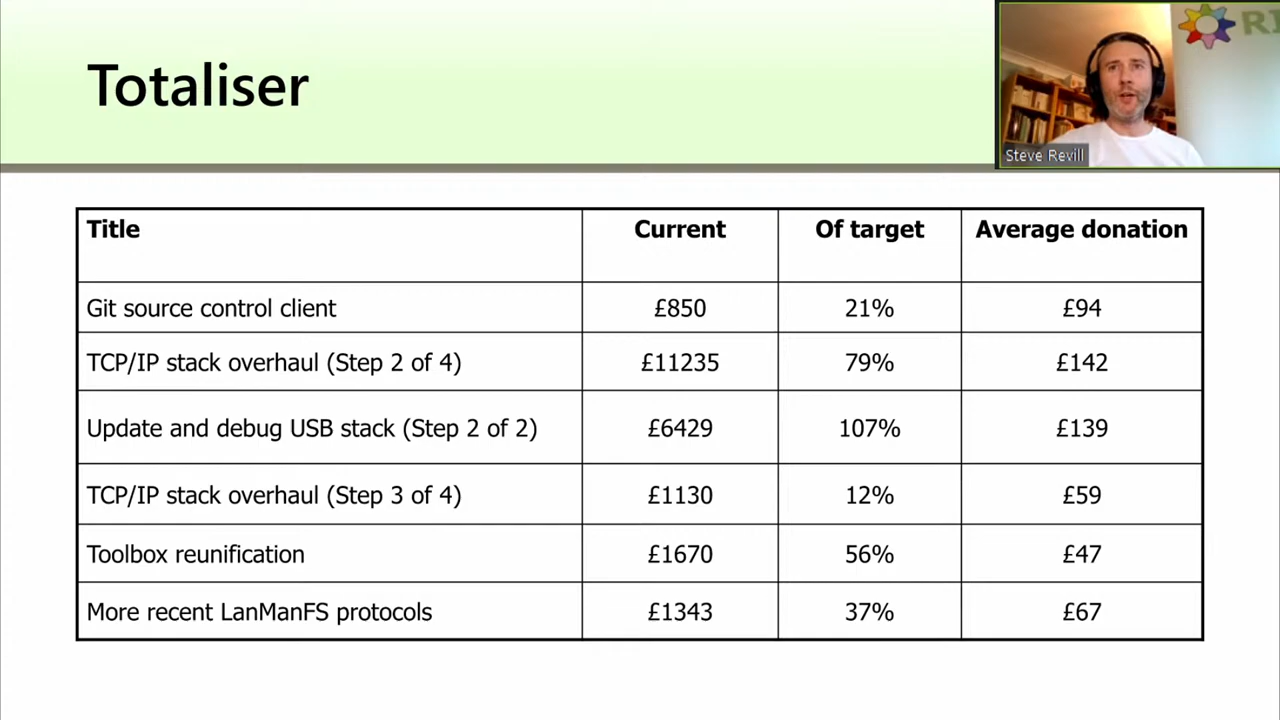 Totaliser
RI
Steve Revill
Title Current Of target Average donation
Git source control client £850 21% £94
TCP/IP stack overhaul (Step 2 of 4) £11235 79% £142
Update and debug USB stack (Step 2 of 2) £6429 107% £139
TCP/IP stack overhaul (Step 3 of 4) £1130 12% £59
Toolbox reunification £1670 56% £47
More recent LanManFS protocols £1343 37% £67